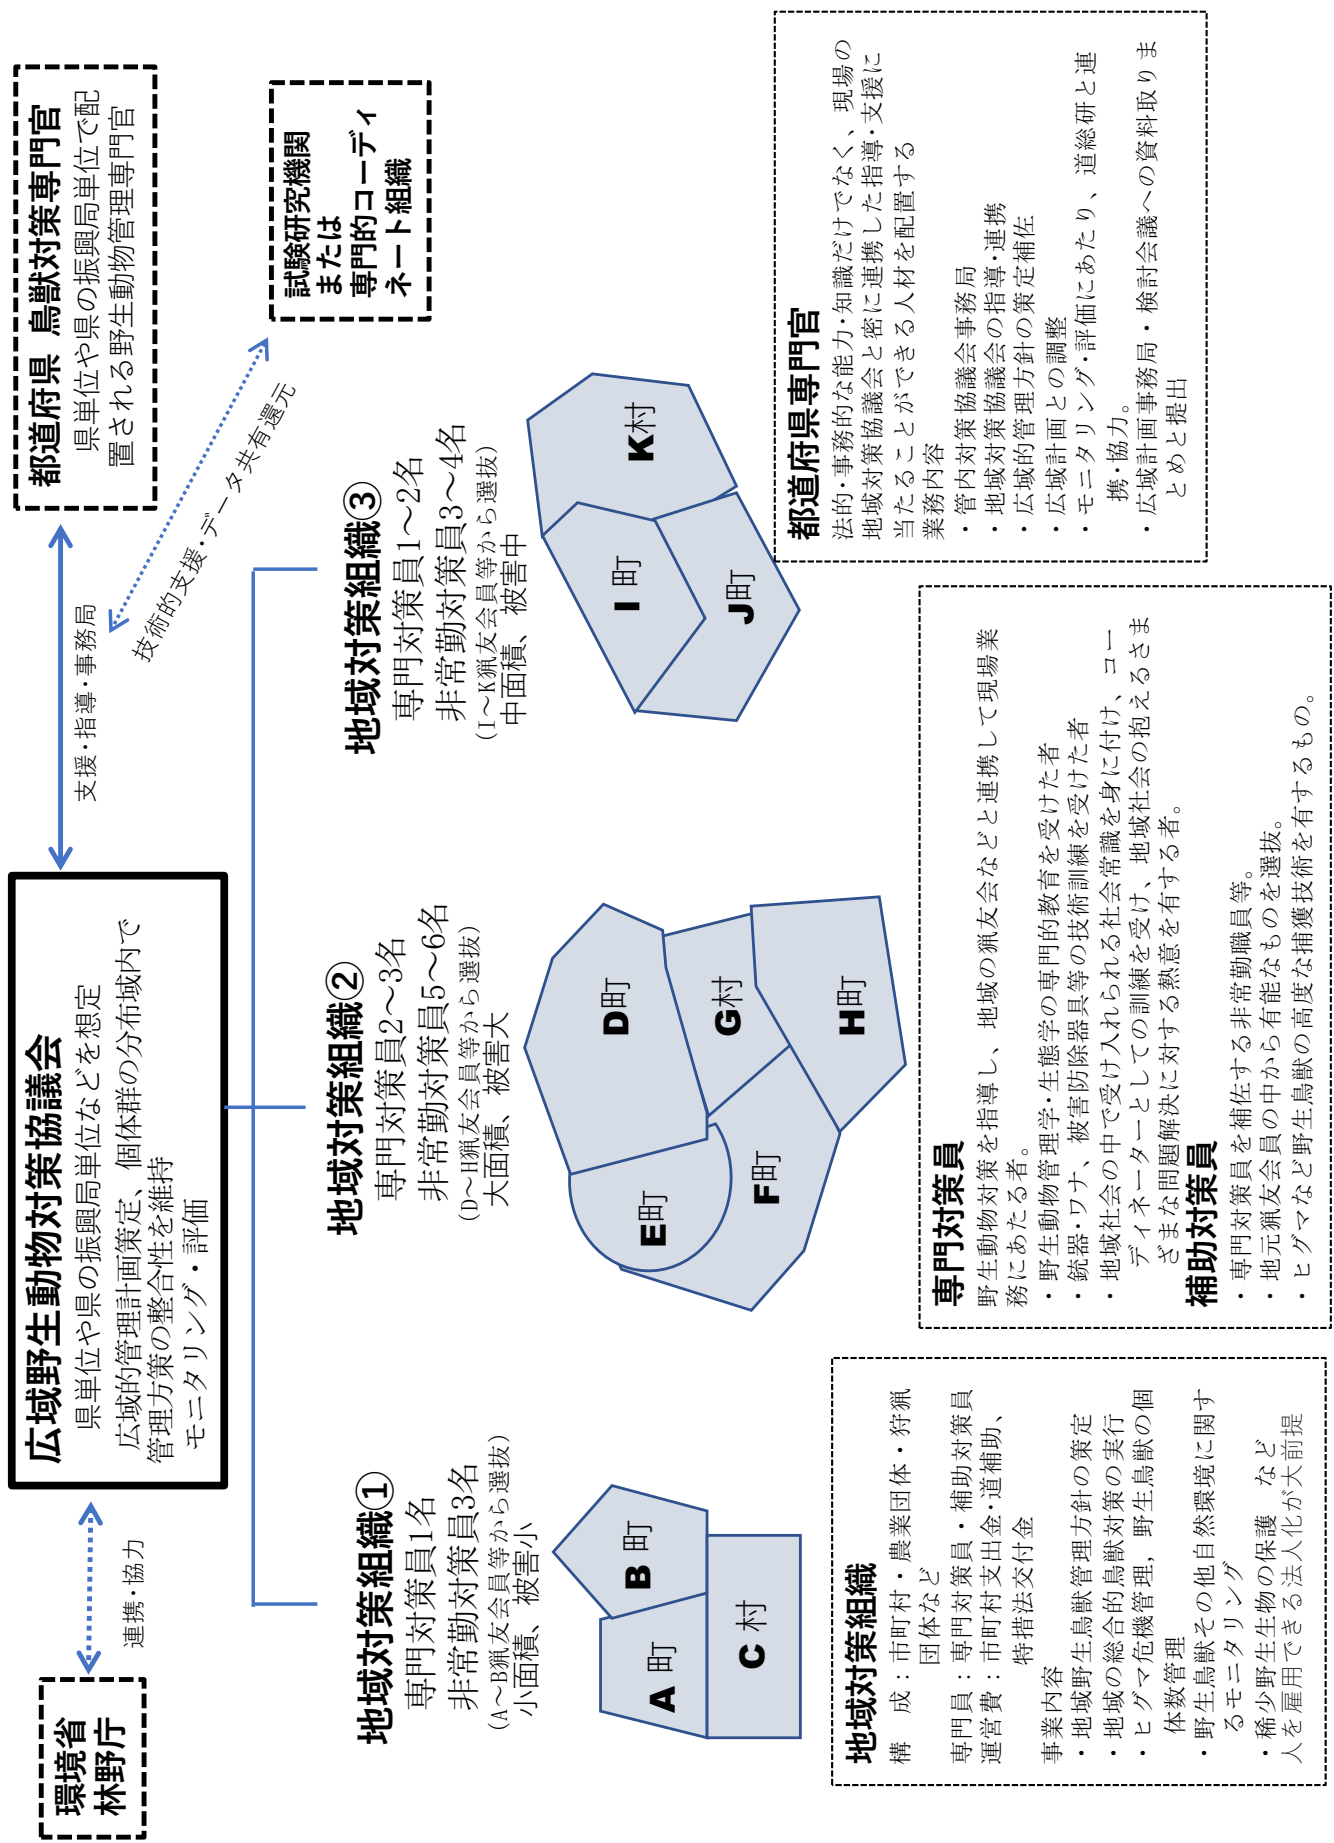 環境省
林野庁
連携・協力
広域野生動物対策協議会
県単位や県の振興局単位などを想定
広域的管理計画策定、個体群の分布域内で
管理方策の整合性を維持
モニタリング・評価
支援・指導・事務局
都道府県 鳥獣対策専門官
県単位や県の振興局単位で配
置される野生動物管理専門官
技術的支援・データ共有還元
試験研究機関
または
専門的コーディ
ネート組織
地域対策組織①
専門対策員1名
非常勤対策員3名
(A～B猟友会員等から選抜)
小面積、被害小
A 町
B 町
C 村
地域対策組織②
専門対策員2～3名
非常勤対策員5～6名
(D～H猟友会員等から選抜)
大面積、被害大
D町
E町
F町
G村
H町
地域対策組織③
専門対策員1～2名
非常勤対策員3～4名
(I～K猟友会員等から選抜)
中面積、被害中
I 町
J町
K村
地域対策組織
構　成：市町村・農業団体・狩猟
団体など
専門員：専門対策員・補助対策員
運営費：市町村支出金・道補助、
特措法交付金
事業内容
・地域野生鳥獣管理方針の策定
・地域の総合的鳥獣対策の実行
・ヒグマ危機管理，野生鳥獣の個
体数管理
・野生鳥獣その他自然環境に関す
るモニタリング
・稀少野生生物の保護　など
人を雇用できる法人化が大前提
専門対策員
野生動物対策を指導し、地域の猟友会などと連携して現場業
務にあたる者。
・野生動物管理学・生態学の専門的教育を受けた者
・銃器・ワナ、被害防除器具等の技術訓練を受けた者
・地域社会の中で受け入れられる社会常識を身に付け、コー
ディネーターとしての訓練を受け、地域社会の抱えるさま
ざまな問題解決に対する熱意を有する者。
補助対策員
・専門対策員を補佐する非常勤職員等。
・地元猟友会員の中から有能なものを選抜。
・ヒグマなど野生鳥獣の高度な捕獲技術を有するもの。
都道府県専門官
法的・事務的な能力・知識だけでなく、現場の
地域対策協議会と密に連携した指導・支援に
当たることができる人材を配置する
業務内容
・管内対策協議会事務局
・地域対策協議会の指導・連携
・広域的管理方針の策定補佐
・広域計画との調整
・モニタリング・評価にあたり、道総研と連
携・協力。
・広域計画事務局・検討会議への資料取りま
とめと提出